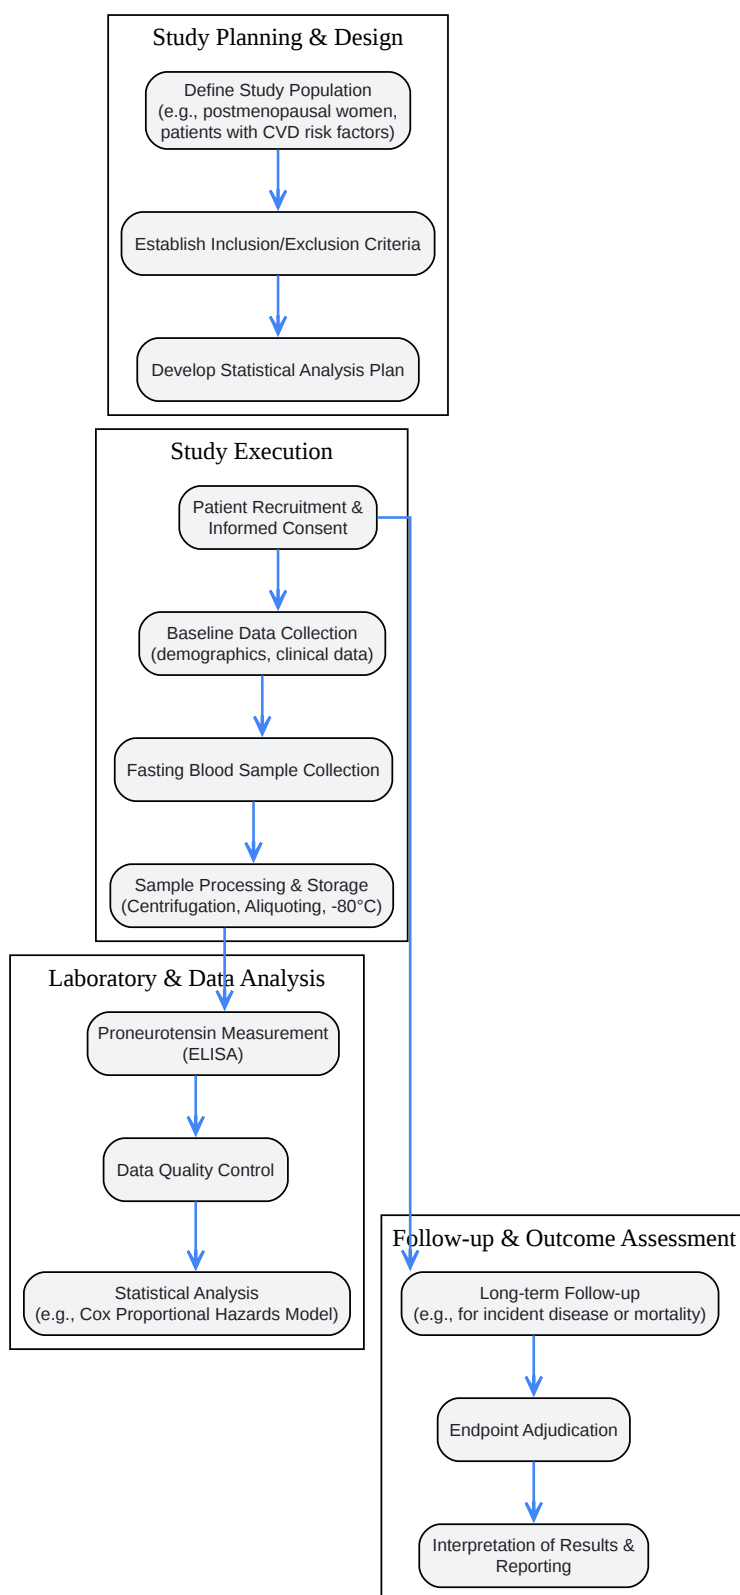 Study Planning & Design
Define Study Population
(e.g., postmenopausal women,
patients with CVD risk factors)
Establish Inclusion/Exclusion Criteria
Develop Statistical Analysis Plan
Study Execution
Patient Recruitment &
Informed Consent
Baseline Data Collection
(demographics, clinical data)
Fasting Blood Sample Collection
Sample Processing & Storage
(Centrifugation, Aliquoting, -80°C)
Laboratory & Data Analysis
Proneurotensin Measurement
(ELISA)
Data Quality Control
Statistical Analysis
(e.g., Cox Proportional Hazards Model)
Follow-up & Outcome Assessment
Long-term Follow-up
(e.g., for incident disease or mortality)
Endpoint Adjudication
Interpretation of Results &
Reporting